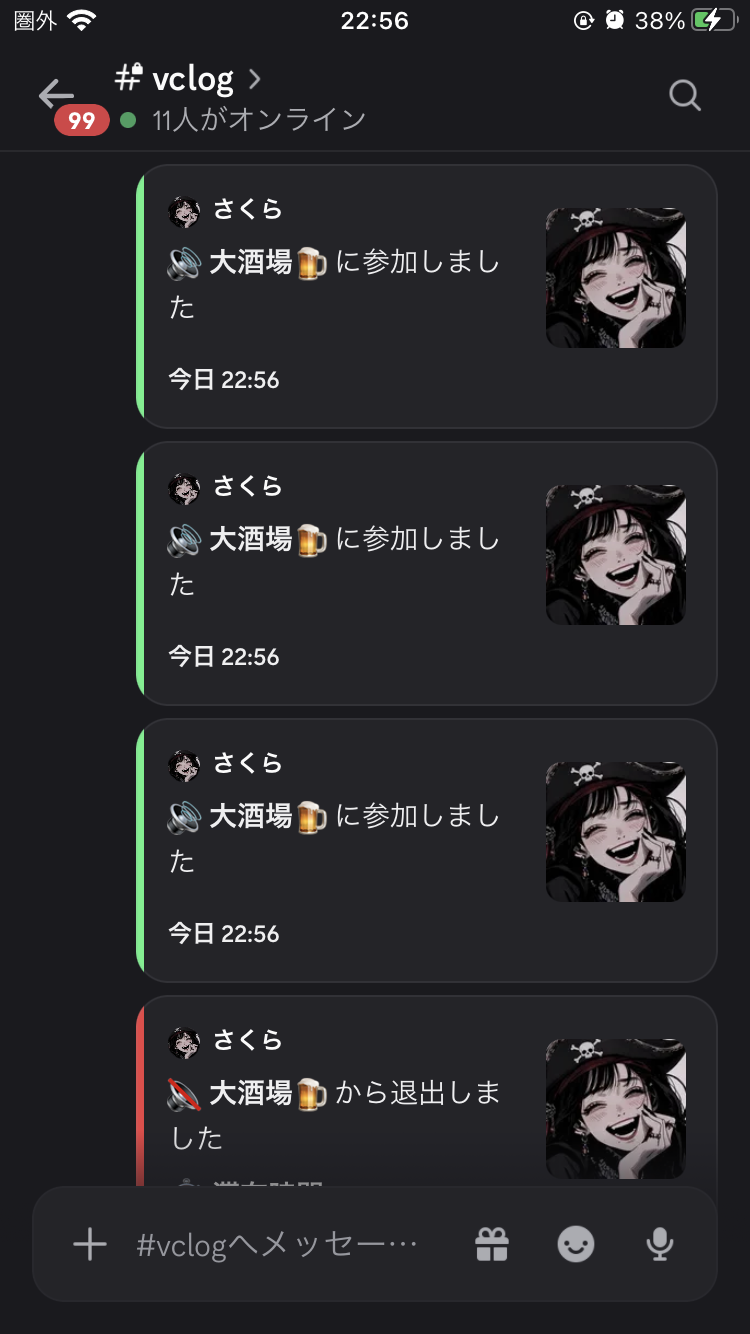 圏外 22:56 38%
# vclog
99 11人がオンライン
さくら
大酒場🍺 に参加しまし
た
今日 22:56
さくら
大酒場🍺 に参加しまし
た
今日 22:56
さくら
大酒場🍺 に参加しまし
た
今日 22:56
さくら
大酒場🍺 から退出しま
した
#vclogへメッセー…